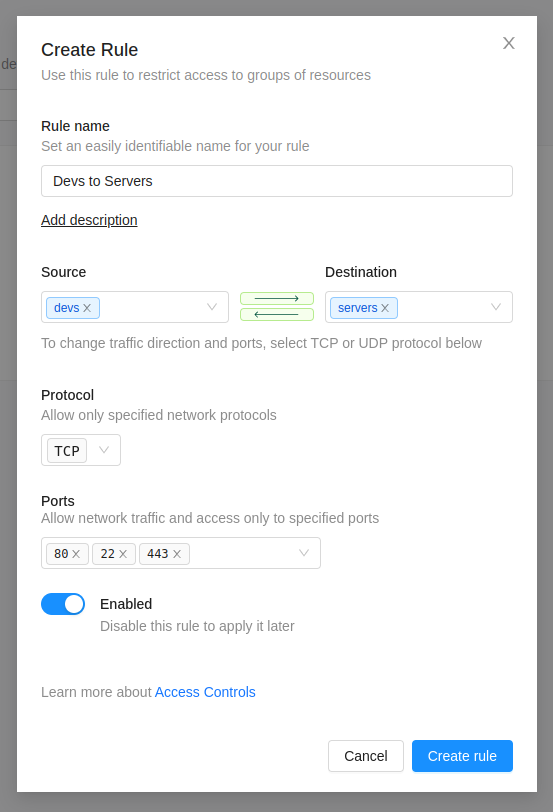 Create Rule
Use this rule to restrict access to groups of resources
de
Rule name
Set an easily identifiable name for your rule
Devs to Servers
Add description
Source Destination
devs servers
To change traffic direction and ports, select TCP or UDP protocol below
Protocol
Allow only specified network protocols
TCP
Ports
Allow network traffic and access only to specified ports
80 22 443
Enabled
Disable this rule to apply it later
Learn more about Access Controls
Cancel Create rule